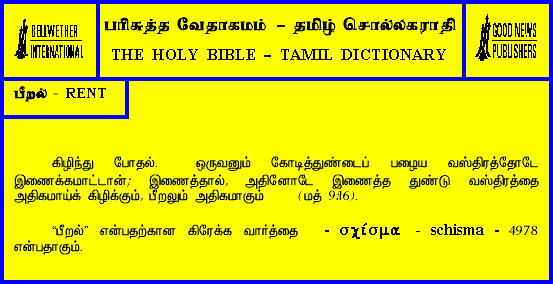 BELLWETHER
INTERNATIONAL
பரிசுத்த வேதாகமம் – தமிழ் சொல்லகராதி
THE HOLY BIBLE – TAMIL DICTIONARY
GOOD NEWS
PUBLISHERS
பீறல் - RENT
கிழிந்து போதல். ஒருவனும் கோடித்துண்டைப் பழைய வஸ்திரத்தோடே
இணைக்கமாட்டான்; இணைத்தால், அதினோடே இணைத்த துண்டு வஸ்திரத்தை
அதிகமாய்க் கிழிக்கும், பீறலும் அதிகமாகும் (மத் 9:16).
“பீறல்” என்பதற்கான கிரேக்க வார்த்தை - σχίσμα - schisma - 4978
என்பதாகும்.